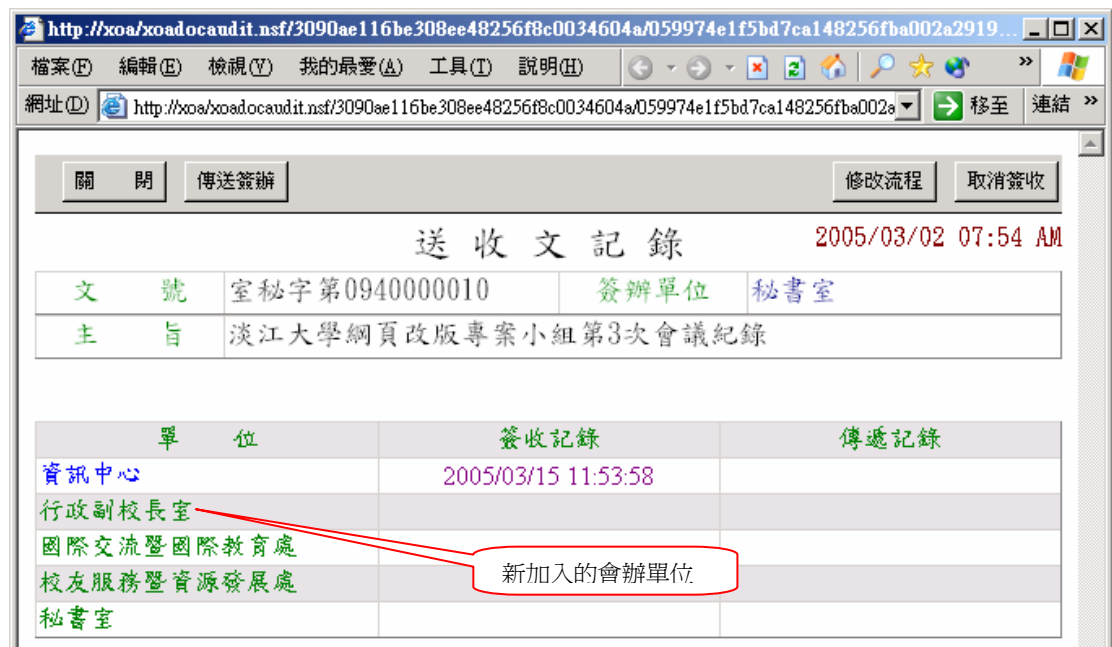 http://xoa/xoadocaudit.nsf/3090ae116be308ee48256f8c0034604a/059974e1f5bd7ca148256fba002a2919...
檔案(F) 編輯(E) 檢視(V) 我的最愛(A) 工具(T) 說明(H) »
網址(D) http://xoa/xoadocaudit.nsf/3090ae116be308ee48256f8c0034604a/059974e1f5bd7ca148256fba002a 移至 連結 »
關 閉 傳送簽辦 修改流程 取消簽收
送收文記錄 2005/03/02 07:54 AM
文 號 室秘字第0940000010 簽辦單位 秘書室
主 旨 淡江大學網頁改版專案小組第3次會議紀錄
單 位 簽收記錄 傳遞記錄
資訊中心 2005/03/15 11:53:58
行政副校長室
國際交流暨國際教育處
新加入的會辦單位
校友服務暨資源發展處
秘書室